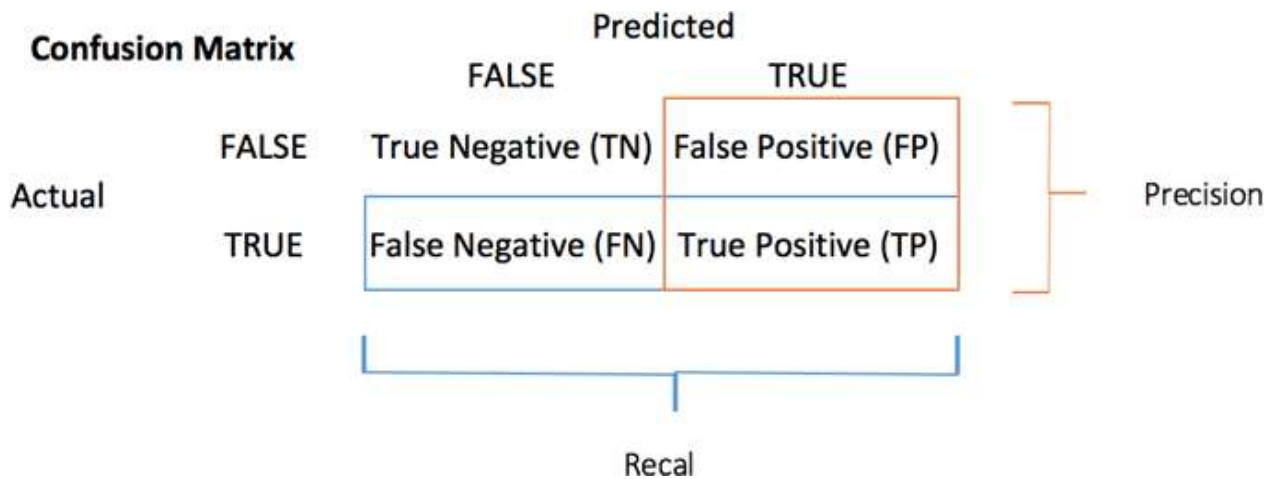 Confusion Matrix
Predicted
FALSE TRUE
FALSE True Negative (TN) False Positive (FP)
Actual
Precision
TRUE False Negative (FN) True Positive (TP)
Recal